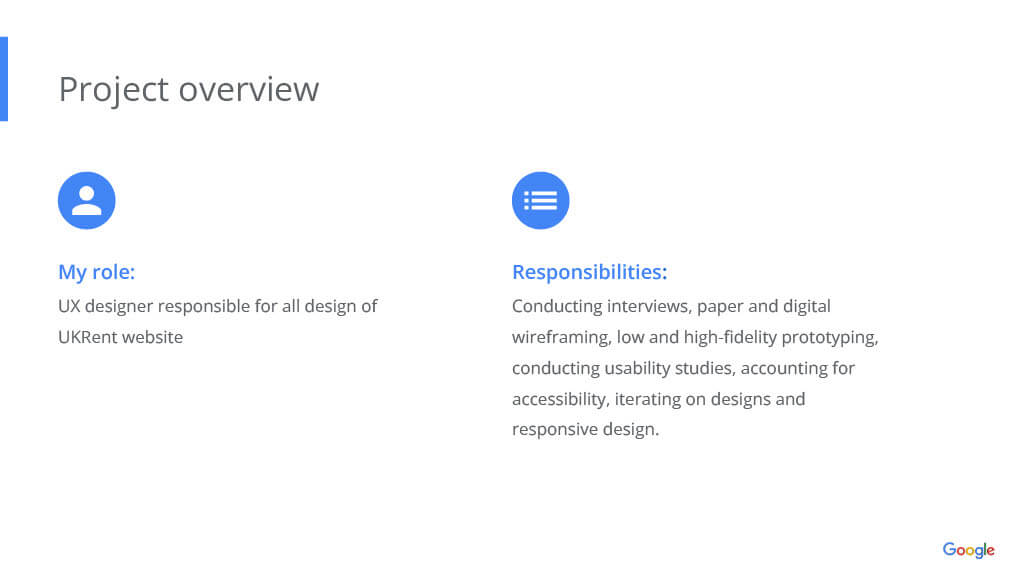 Project overview
My role:
UX designer responsible for all design of
UKRent website
Responsibilities:
Conducting interviews, paper and digital
wireframing, low and high-fidelity prototyping,
conducting usability studies, accounting for
accessibility, iterating on designs and
responsive design.
Google